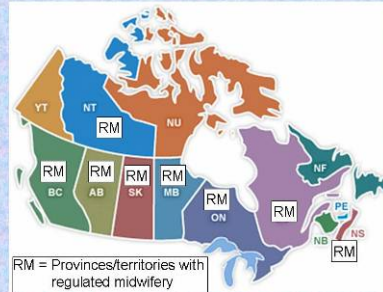 YT
NT
RM
NU
RM
BC
RM
AB
RM
SK
RM
MB
RM
ON
RM
NF
PE
NB
NS
RM
RM = Provinces/territories with
regulated midwifery